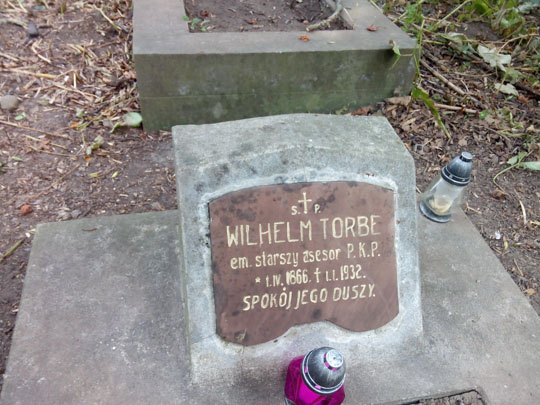 S. † P.
WILHELM TORBE
em. starszy asesor P.K.P.
* 1.IV. 1866. † 1.I. 1932.
SPOKÓJ JEGO DUSZY.